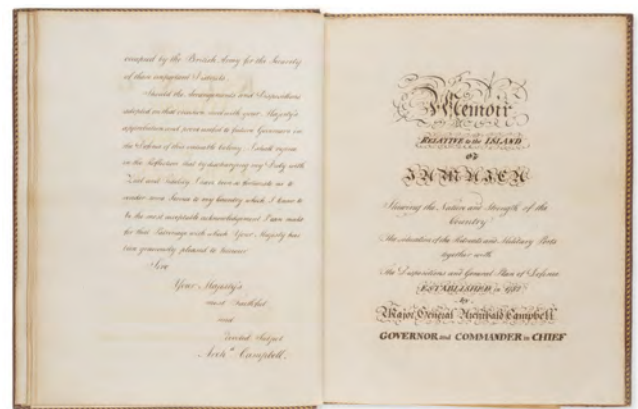 occupied by the British Army for the Security
of those important Districts.
Should the Arrangements and Dispositions
adopted on that occasion meet with your Majesty's
approbation and prove useful to future Governors in
the Defence of this valuable Colony, I shall rejoice
in the Reflection that by discharging my Duty with
Zeal and Fidelity I have been so fortunate as to
render some Service to my Country which I know to
be the most acceptable acknowledgement I can make
for that Patronage with which Your Majesty has
been graciously pleased to honour
Sire
Your Majesty's
most Faithful
and
Devoted Subject
Archd Campbell.
Memoir
RELATIVE to the ISLAND
OF
JAMAICA
Shewing the Nature and Strength of the
Country
The situation of the and Military Posts
together with
the Dispositions and General Plan of Defence
ESTABLISHED in 1782
by
Major General Archibald Campbell
GOVERNOR and COMMANDER in CHIEF